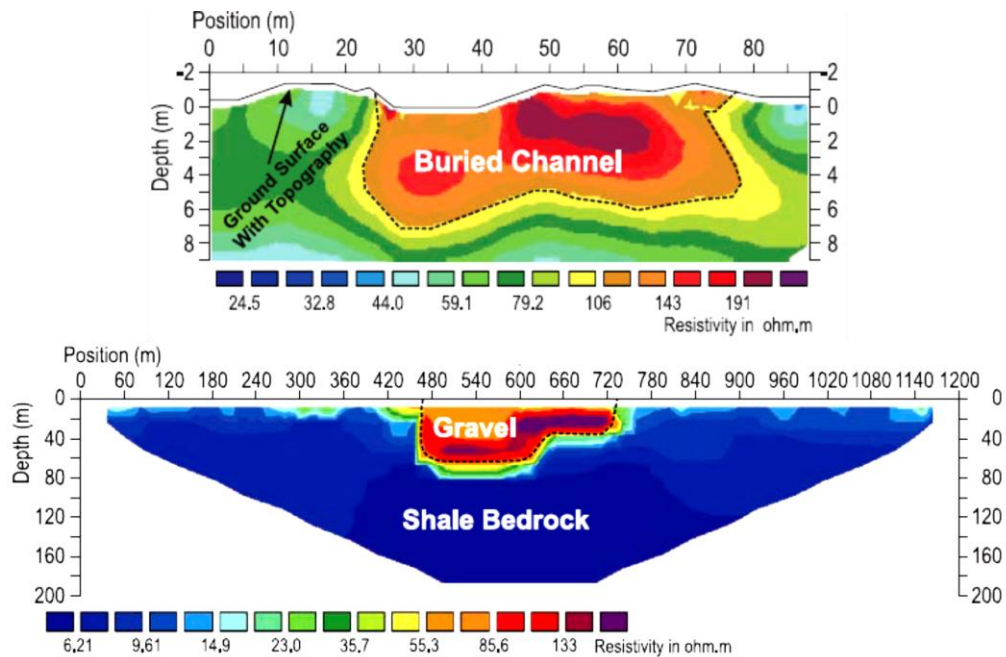 Position (m)
0 10 20 30 40 50 60 70 80
-2 -2
0 0
2 2
4 4
6 6
8 8
Depth (m)
Ground Surface
With Topography
Buried Channel
24.5 32.8 44.0 59.1 79.2 106 143 191
Resistivity in ohm.m
Position (m)
0 60 120 180 240 300 360 420 480 540 600 660 720 780 840 900 960 1020 1080 1140 1200
0 0
40 40
80 80
120 120
160 160
200 200
Depth (m)
Gravel
Shale Bedrock
6.21 9.61 14.9 23.0 35.7 55.3 85.6 133 Resistivity in ohm.m